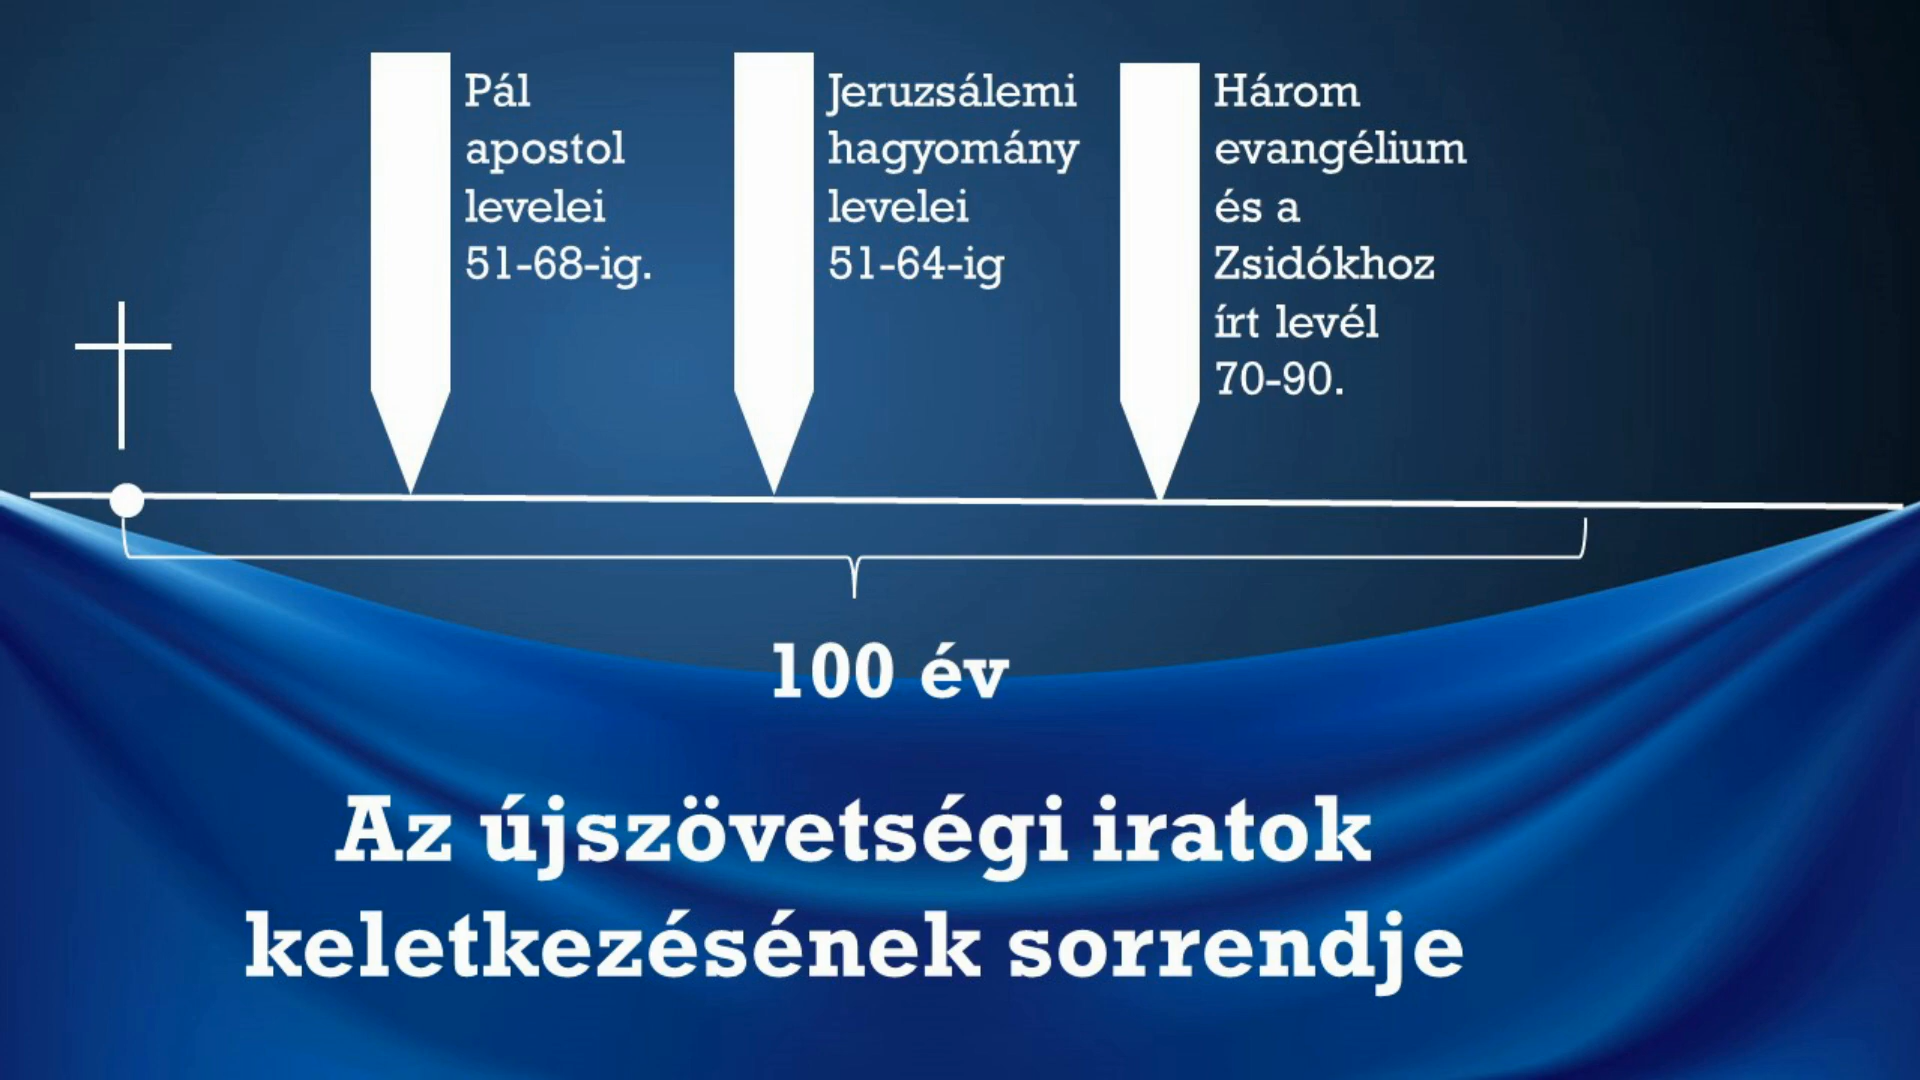 Pál
apostol
levelei
51-68-ig.
Jeruzsálemi
hagyomány
levelei
51-64-ig
Három
evangélium
és a
Zsidókhoz
írt levél
70-90.
100 év
Az újszövetségi iratok
keletkezésének sorrendje